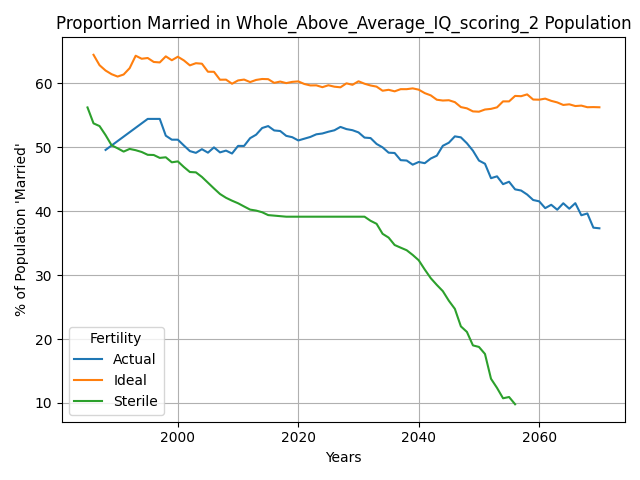 Proportion Married in Whole_Above_Average_IQ_scoring_2 Population
% of Population 'Married'
60
50
40
30
20
10
Fertility
Actual
Ideal
Sterile
2000 2020 2040 2060
Years